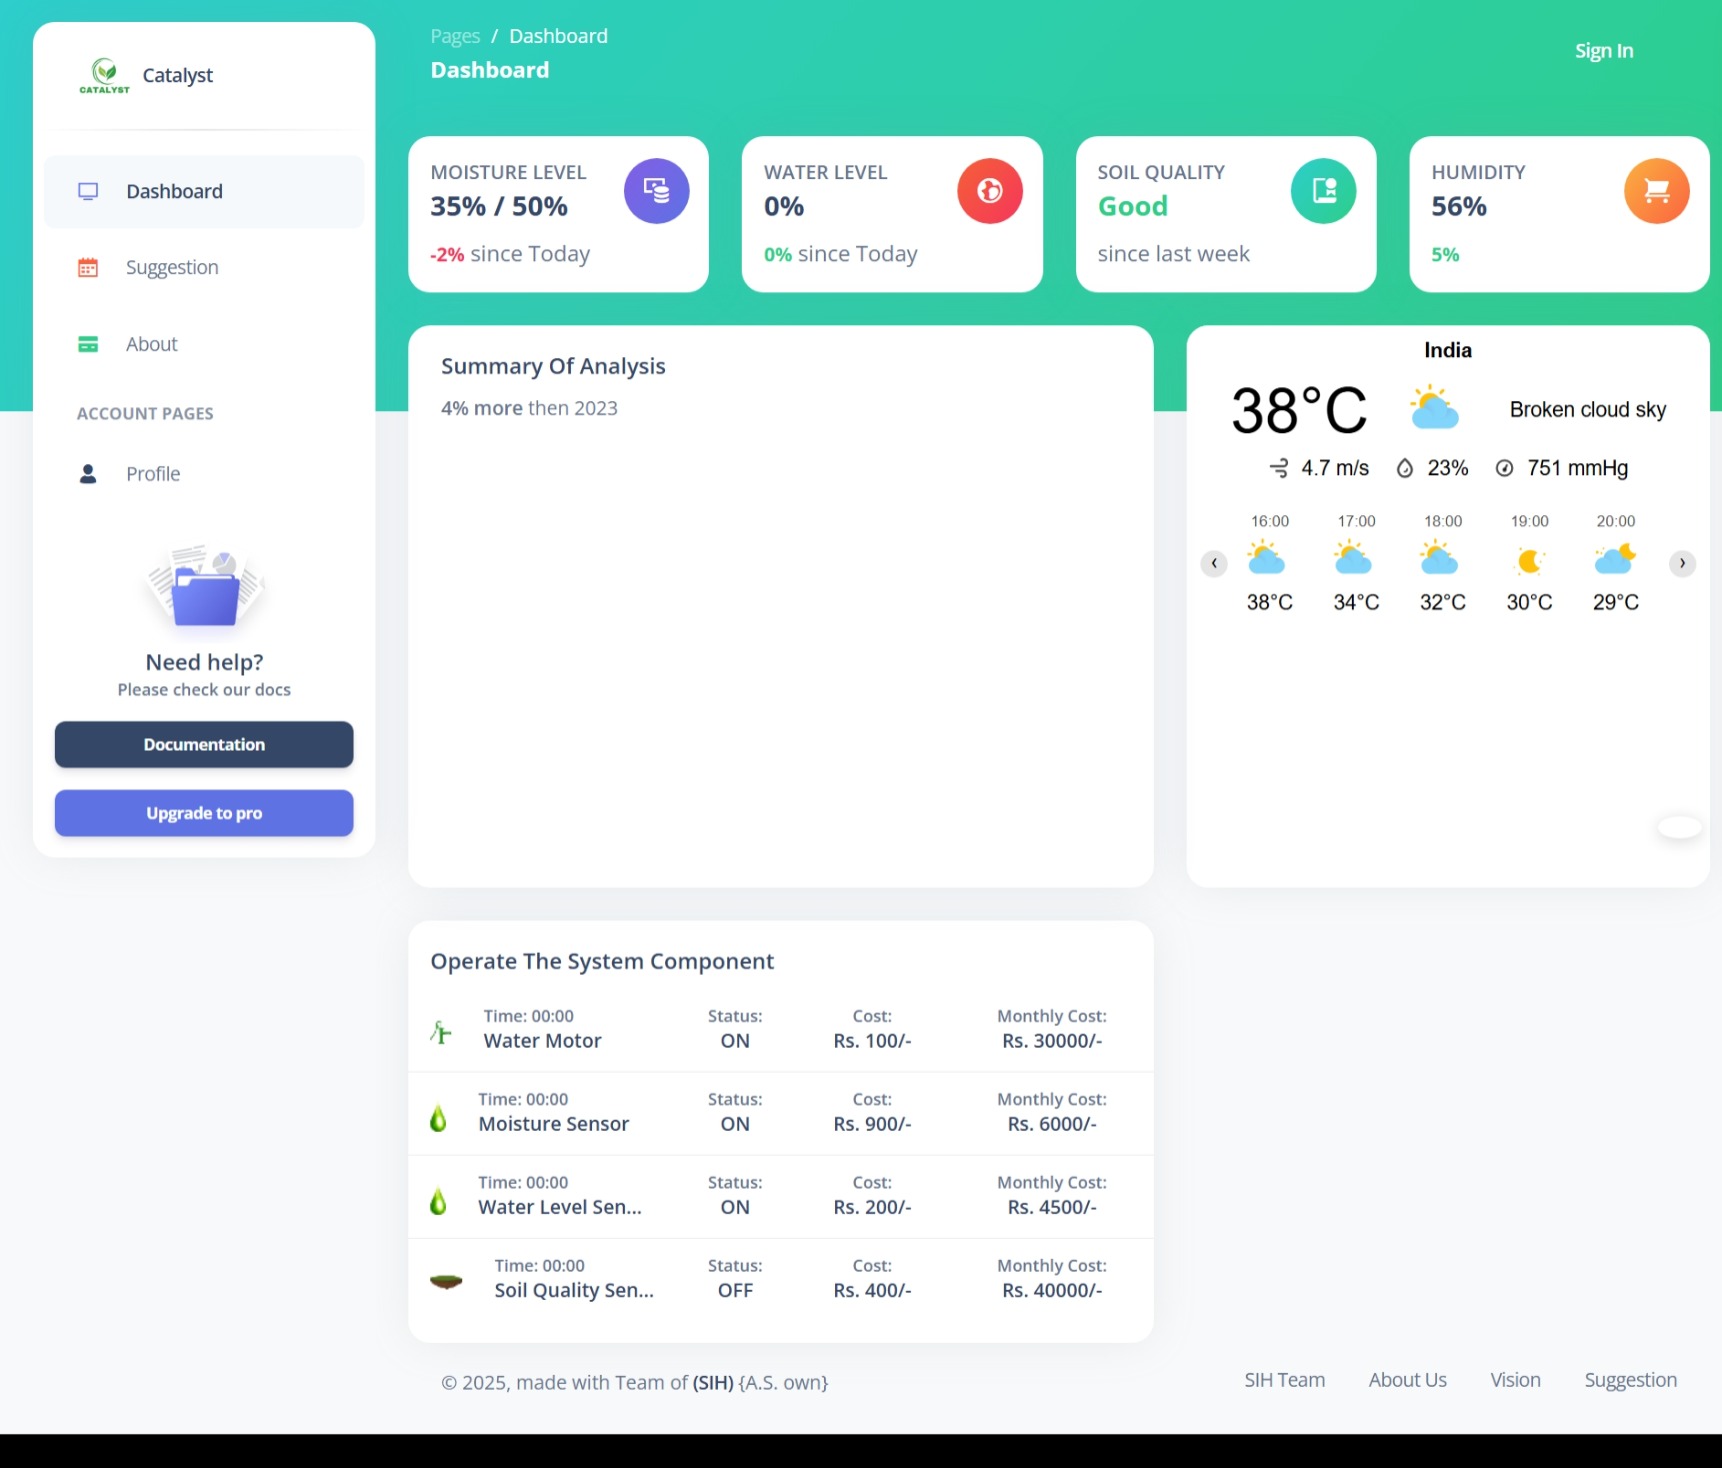 CATALYST
Catalyst
Dashboard
Suggestion
About
ACCOUNT PAGES
Profile
Need help?
Please check our docs
Documentation
Upgrade to pro
Pages / Dashboard
Dashboard
Sign In
MOISTURE LEVEL
35% / 50%
-2% since Today
WATER LEVEL
0%
0% since Today
SOIL QUALITY
Good
since last week
HUMIDITY
56%
5%
Summary Of Analysis
4% more then 2023
India
38°C Broken cloud sky
4.7 m/s 23% 751 mmHg
16:00 17:00 18:00 19:00 20:00
38°C 34°C 32°C 30°C 29°C
Operate The System Component
Time: 00:00 Status: Cost: Monthly Cost:
Water Motor ON Rs. 100/- Rs. 30000/-
Time: 00:00 Status: Cost: Monthly Cost:
Moisture Sensor ON Rs. 900/- Rs. 6000/-
Time: 00:00 Status: Cost: Monthly Cost:
Water Level Sen... ON Rs. 200/- Rs. 4500/-
Time: 00:00 Status: Cost: Monthly Cost:
Soil Quality Sen... OFF Rs. 400/- Rs. 40000/-
© 2025, made with Team of (SIH) {A.S. own}
SIH Team About Us Vision Suggestion